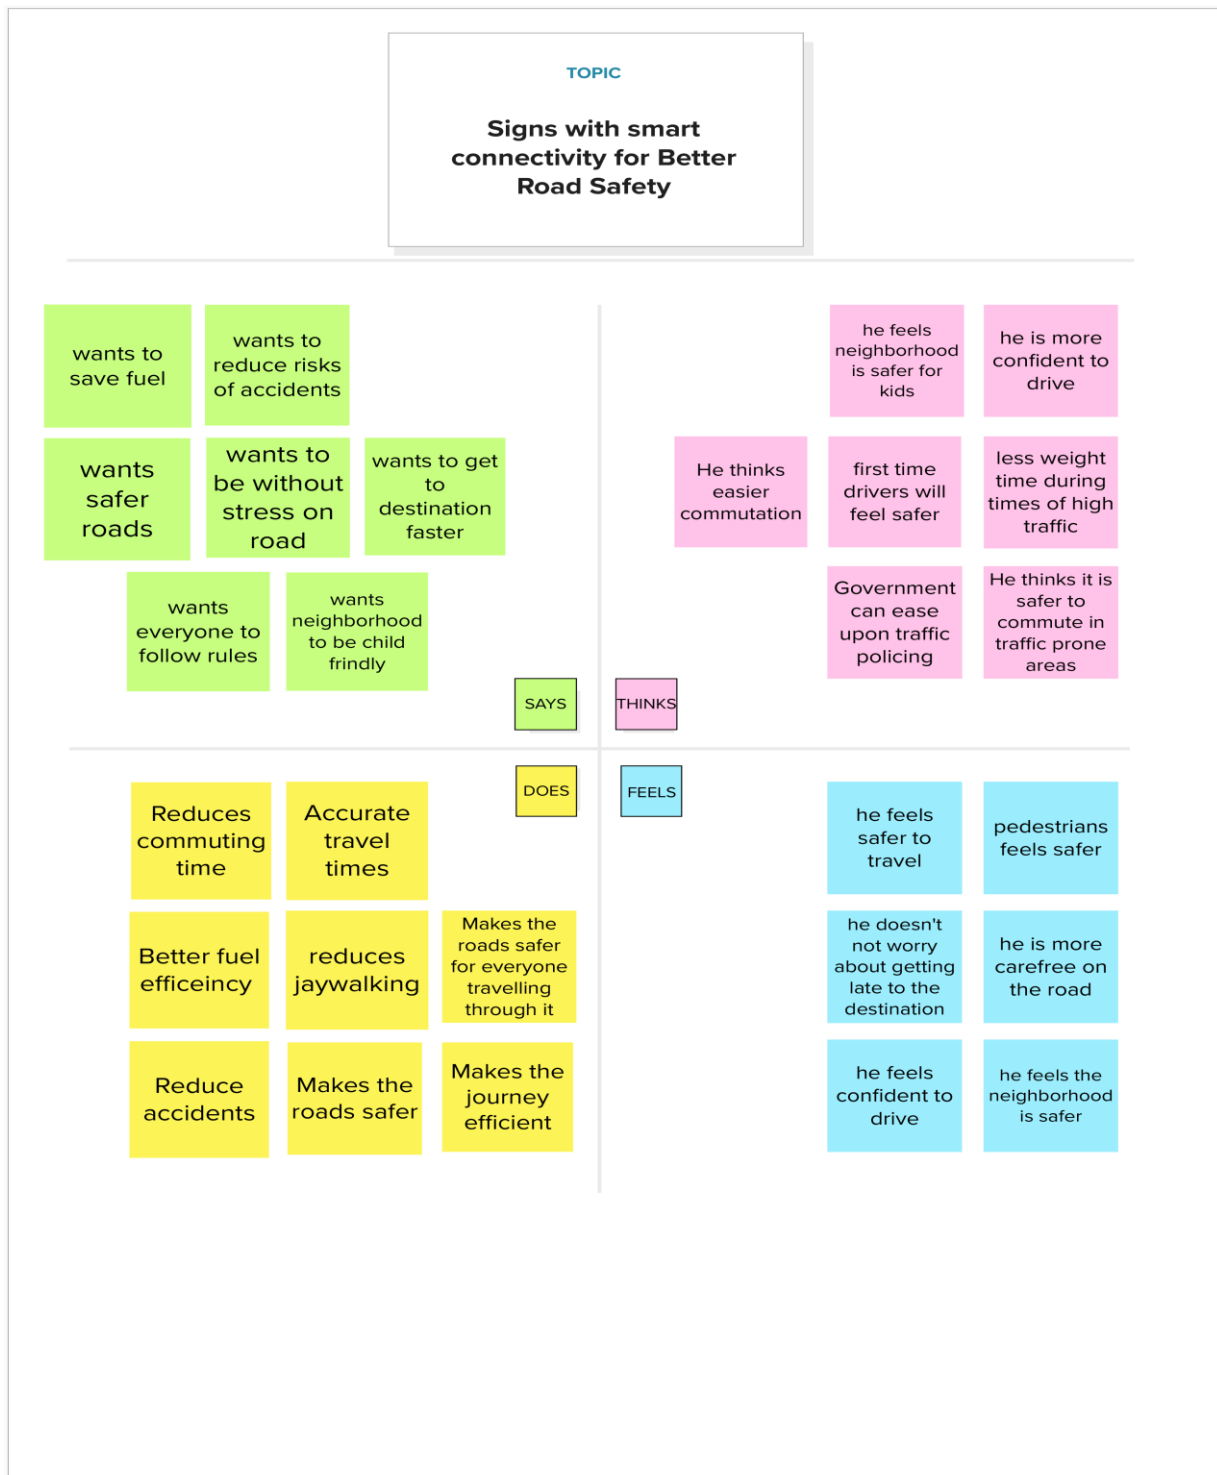 TOPIC
Signs with smart
connectivity for Better
Road Safety
wants to
save fuel
wants to
reduce risks
of accidents
wants
safer
roads
wants to
be without
stress on
road
wants to get
to
destination
faster
wants
everyone to
follow rules
wants
neighborhood
to be child
frindly
SAYS
he feels
neighborhood
is safer for
kids
he is more
confident to
drive
He thinks
easier
commutation
first time
drivers will
feel safer
less weight
time during
times of high
traffic
Government
can ease
upon traffic
policing
He thinks it is
safer to
commute in
traffic prone
areas
THINKS
DOES
Reduces
commuting
time
Accurate
travel
times
Better fuel
efficeincy
reduces
jaywalking
Makes the
roads safer
for everyone
travelling
through it
Reduce
accidents
Makes the
roads safer
Makes the
journey
efficient
FEELS
he feels
safer to
travel
pedestrians
feels safer
he doesn't
not worry
about getting
late to the
destination
he is more
carefree on
the road
he feels
confident to
drive
he feels the
neighborhood
is safer